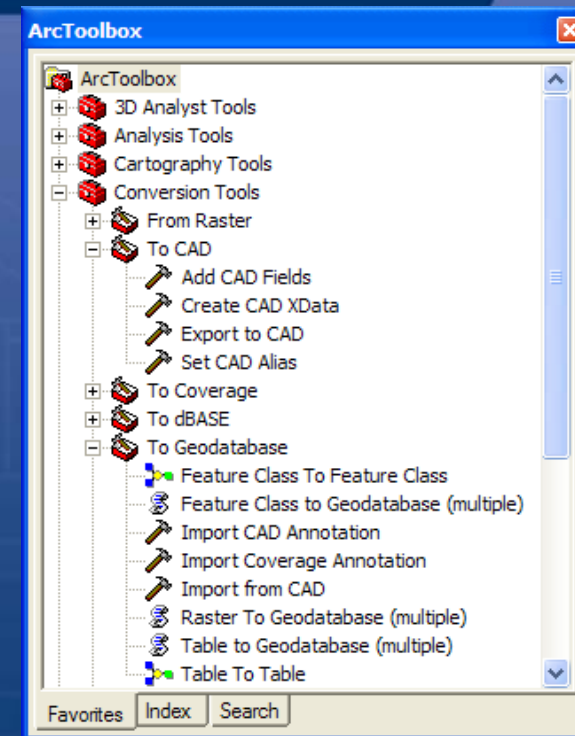 ArcToolbox
ArcToolbox
3D Analyst Tools
Analysis Tools
Cartography Tools
Conversion Tools
From Raster
To CAD
Add CAD Fields
Create CAD XData
Export to CAD
Set CAD Alias
To Coverage
To dBASE
To Geodatabase
Feature Class To Feature Class
Feature Class to Geodatabase (multiple)
Import CAD Annotation
Import Coverage Annotation
Import from CAD
Raster To Geodatabase (multiple)
Table to Geodatabase (multiple)
Table To Table
Favorites Index Search